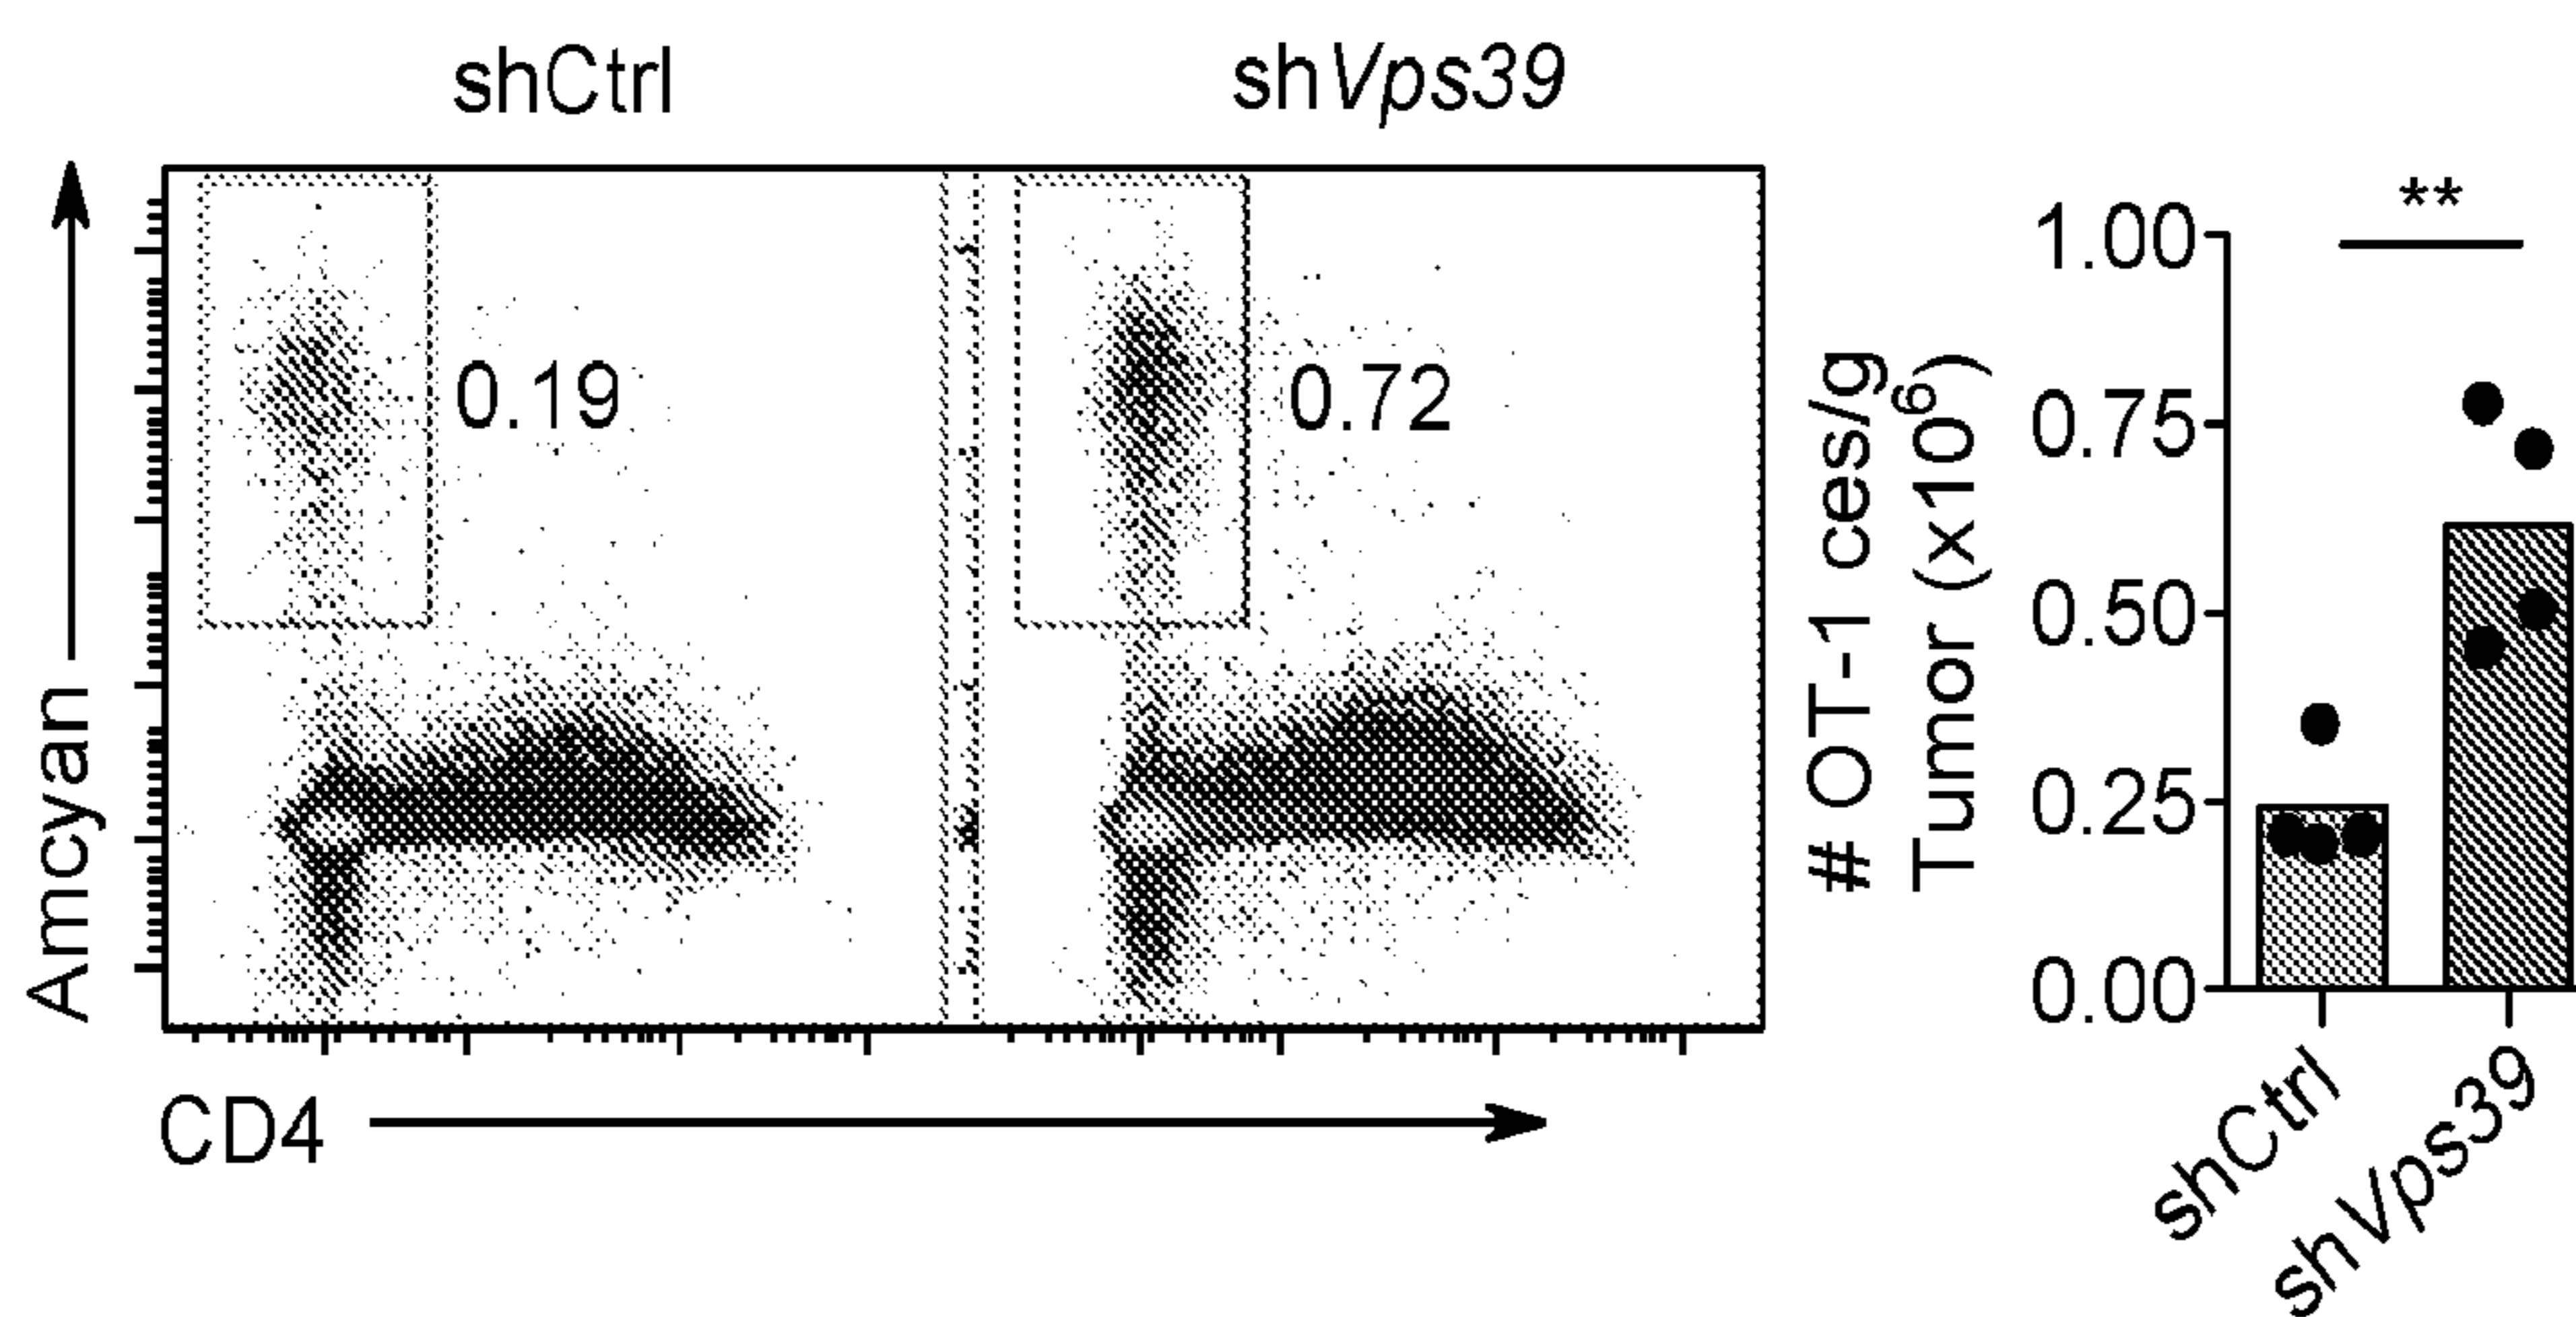 shCtrl
shVps39
Amcyan
0.19
0.72
CD4
# OT-1 ces/g
Tumor (x10⁶)
**
1.00
0.75
0.50
0.25
0.00
shCtrl
shVps39